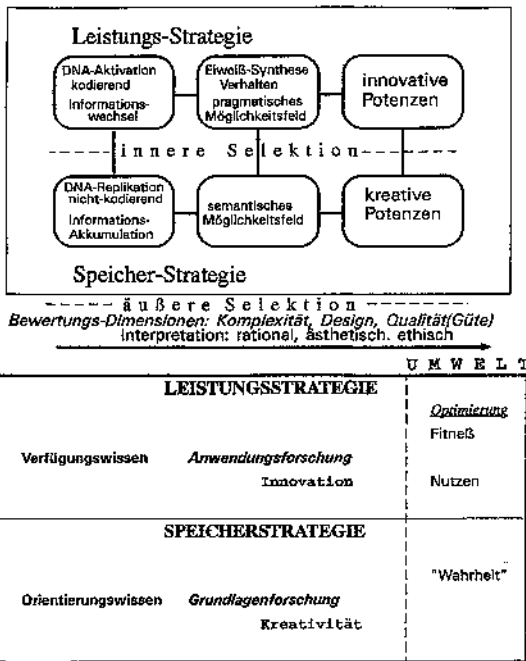 Leistungs-Strategie
DNA-Aktivation
kodierend
Informations-
wechsel
Eiweiß-Synthese
Verhalten
pragmetisches
Möglichkeitsfeld
innovative
Potenzen
innere Selektion
DNA-Replikation
nicht-kodierend
Informations-
Akkumulation
semantisches
Möglichkeitsfeld
kreative
Potenzen
Speicher-Strategie
äußere Selektion
Bewertungs-Dimensionen: Komplexität, Design, Qualität(Güte)
Interpretation: rational, ästhetisch. ethisch
UMWELT
LEISTUNGSSTRATEGIE
Optimierung
Fitneß
Verfügungswissen Anwendungsforschung
Innovation Nutzen
SPEICHERSTRATEGIE
"Wahrheit"
Orientierungswissen Grundlagenforschung
Kreativität